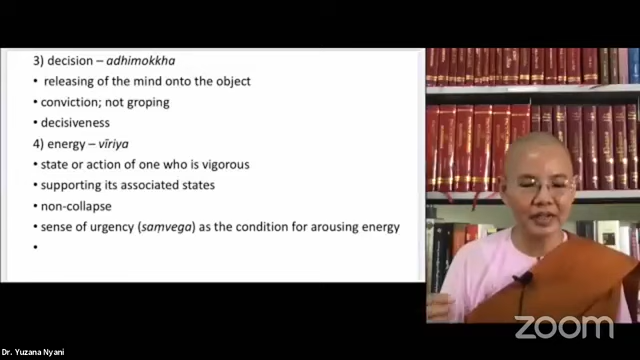 3) decision – adhimokkha
• releasing of the mind onto the object
• conviction; not groping
• decisiveness
4) energy – vīriya
• state or action of one who is vigorous
• supporting its associated states
• non-collapse
• sense of urgency (saṃvega) as the condition for arousing energy
•
zoom
Dr. Yuzana Nyani